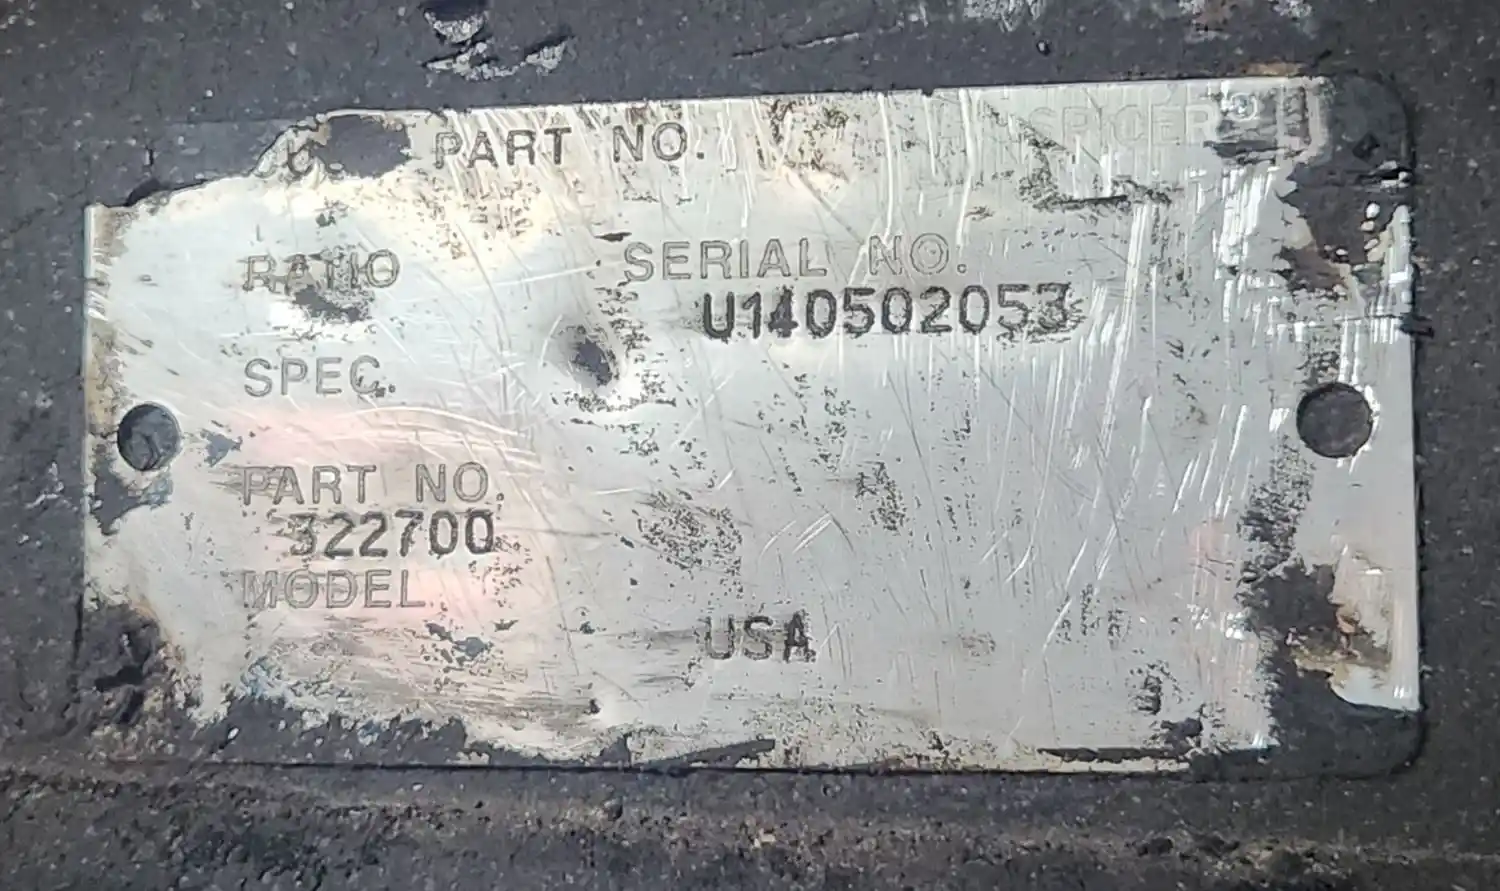 PART NO.
SPICER®
RATIO
SERIAL NO.
U140502053
SPEC.
PART NO.
322700
MODEL
USA